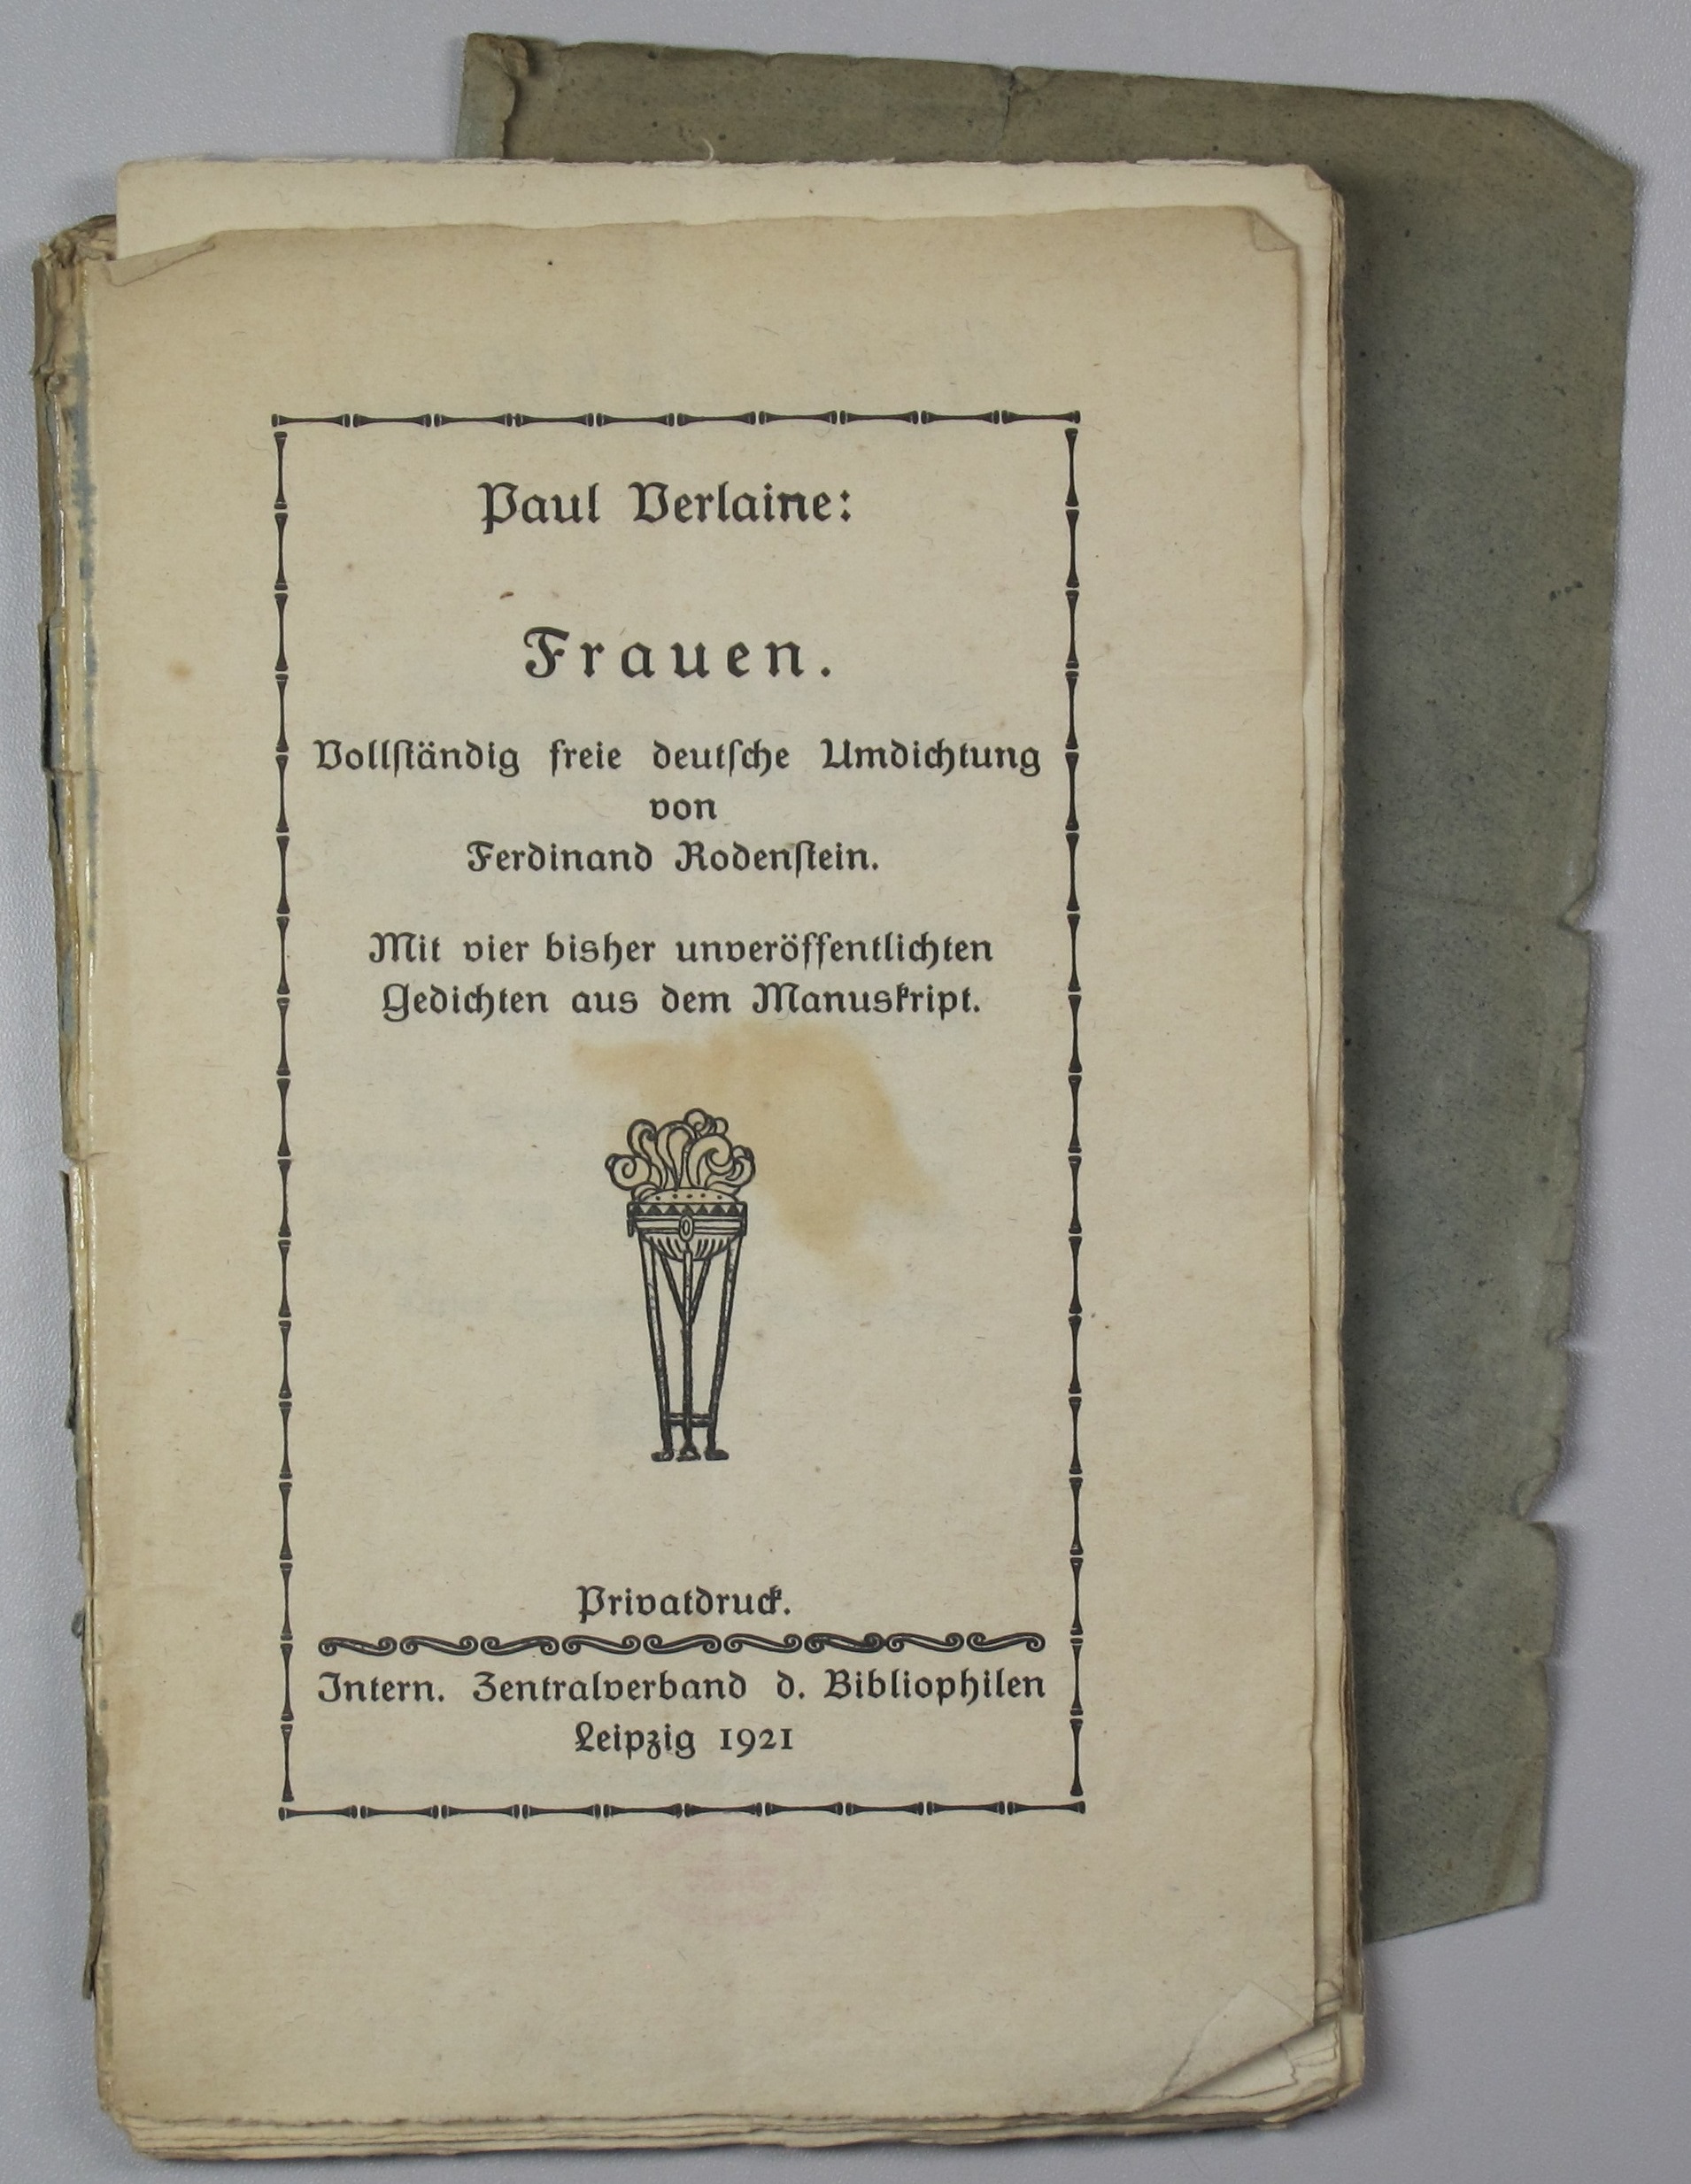 Paul Verlaine:
Frauen.
Vollſtändig freie deutſche Umdichtung
von
Ferdinand Rodenſtein.
Mit vier bisher unveröffentlichten
Gedichten aus dem Manuskript.
Privatdruck.
Intern. Zentralverband d. Bibliophilen
Leipzig 1921